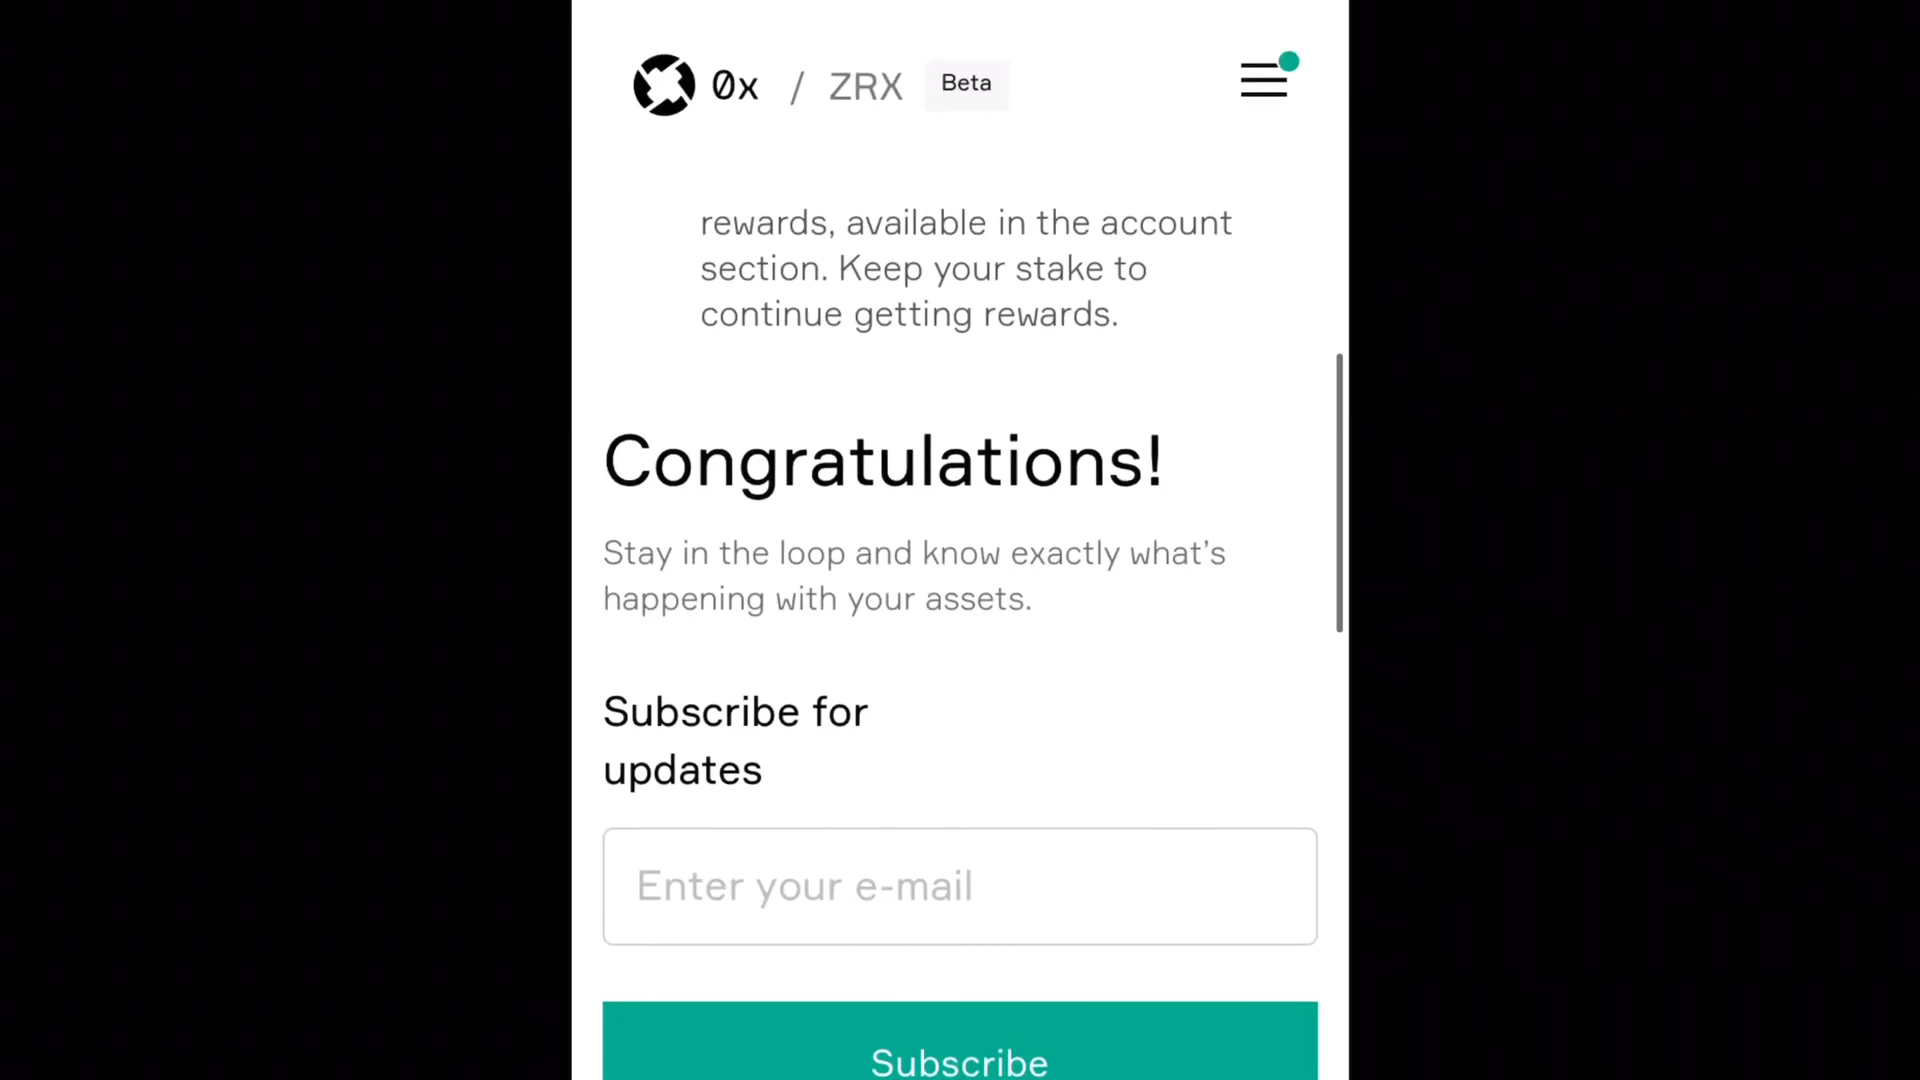 0x / ZRX Beta
rewards, available in the account
section. Keep your stake to
continue getting rewards.
Congratulations!
Stay in the loop and know exactly what’s
happening with your assets.
Subscribe for
updates
Enter your e-mail
Subscribe